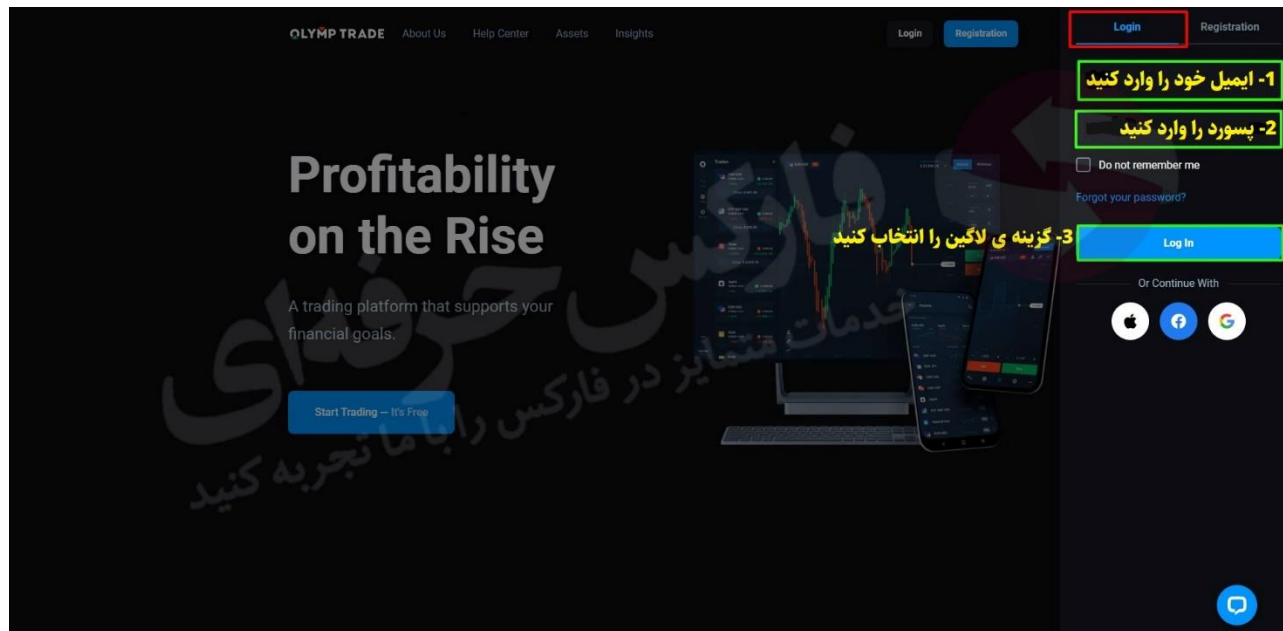 OLYMP TRADE About Us Help Center Assets Insights Login Registration
Login Registration
1- ایمیل خود را وارد کنید
2- پسورد را وارد کنید
Do not remember me
Forgot your password?
3- گزینه ی لاگین را انتخاب کنید
Log In
Or Continue With
Profitability
on the Rise
A trading platform that supports your
financial goals.
Start Trading — It's Free
فارکس حرفه‌ای
خدمات متمایز در فارکس را با ما تجربه کنید